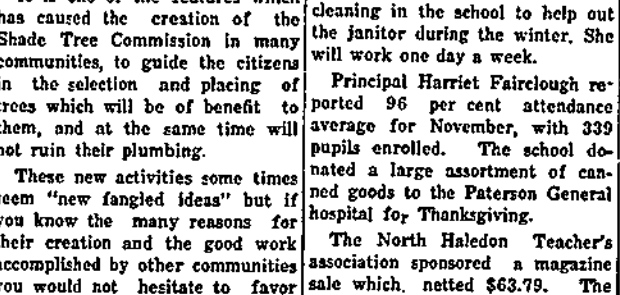 has caused the creation of the
Shade Tree Commission in many
communities, to guide the citizens
in the selection and placing of
trees which will be of benefit to
them, and at the same time will
not ruin their plumbing.
These new activities some times
seem "new fangled ideas" but if
you know the many reasons for
their creation and the good work
accomplished by other communities
you would not hesitate to favor
cleaning in the school to help out
the janitor during the winter. She
will work one day a week.
Principal Harriet Fairclough re-
ported 96 per cent attendance
average for November, with 339
pupils enrolled. The school do-
nated a large assortment of can-
ned goods to the Paterson General
hospital for Thanksgiving.
The North Haledon Teacher's
association sponsored a magazine
sale which. netted $63.79. The